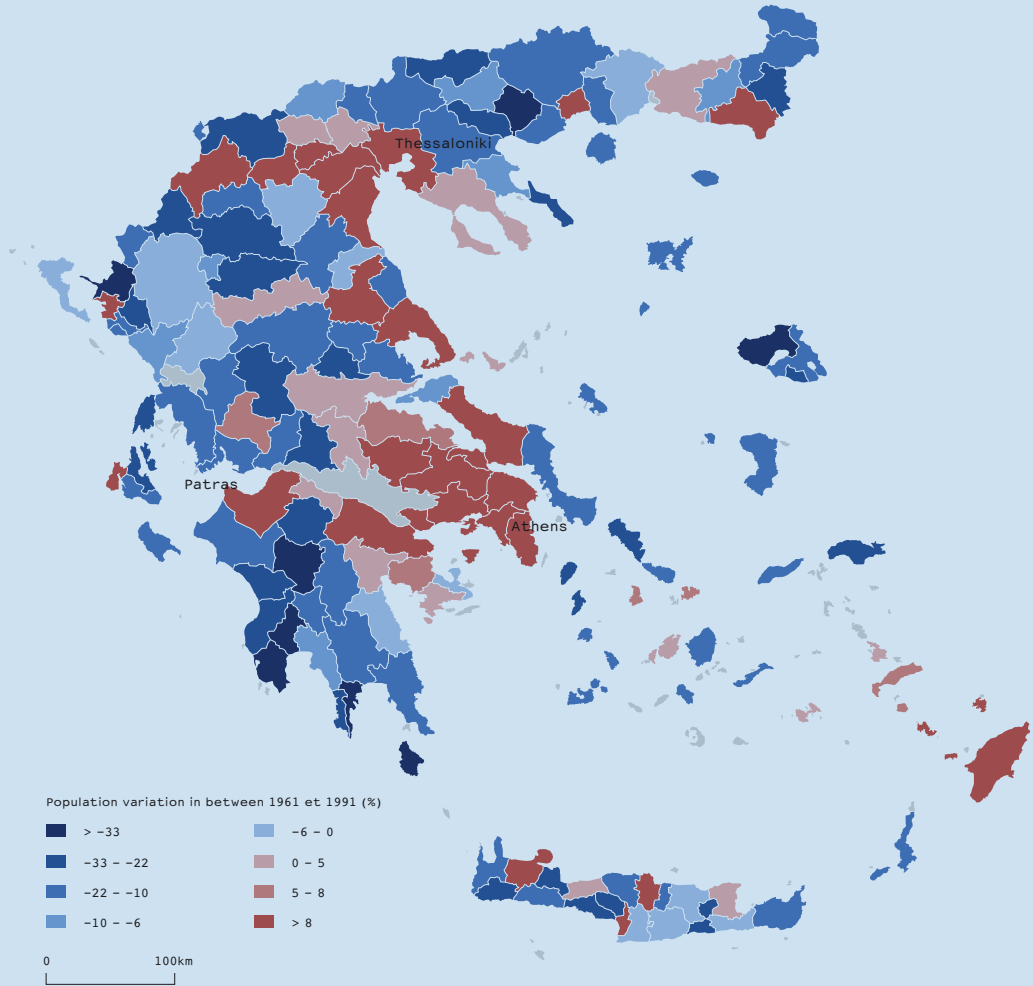 Thessaloniki
Patras
Athens
Population variation in between 1961 et 1991 (%)
> -33
-33 - -22
-22 - -10
-10 - -6
-6 - 0
0 - 5
5 - 8
> 8
0 100km